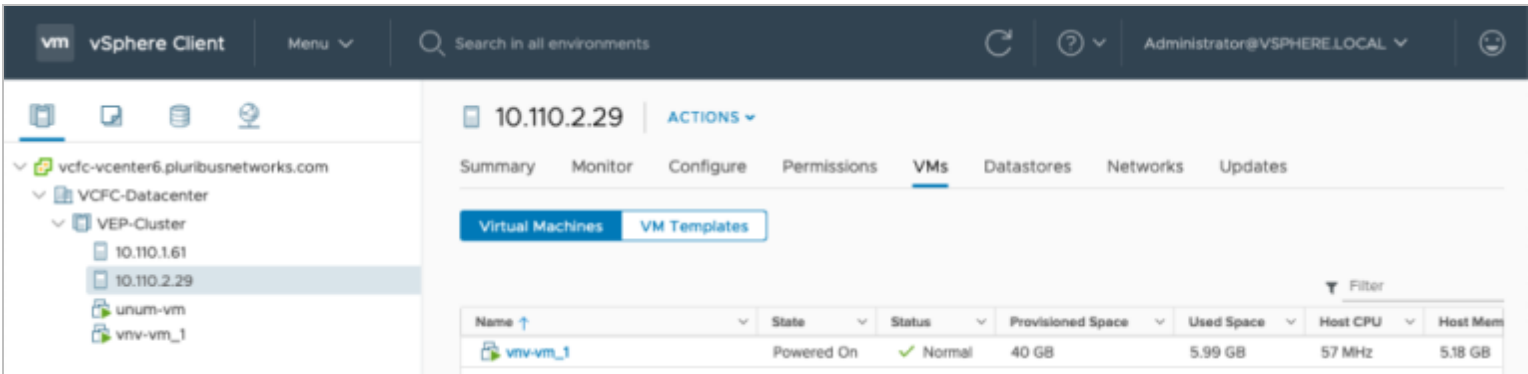 vm vSphere Client Menu Search in all environments Administrator@VSPHERE.LOCAL
10.110.2.29 ACTIONS
vcfc-vcenter6.pluribusnetworks.com
VCFC-Datacenter
VEP-Cluster
10.110.1.61
10.110.2.29
unum-vm
vnv-vm_1
Summary Monitor Configure Permissions VMs Datastores Networks Updates
Virtual Machines VM Templates
Filter
Name State Status Provisioned Space Used Space Host CPU Host Mem
vnv-vm_1 Powered On Normal 40 GB 5.99 GB 57 MHz 5.18 GB